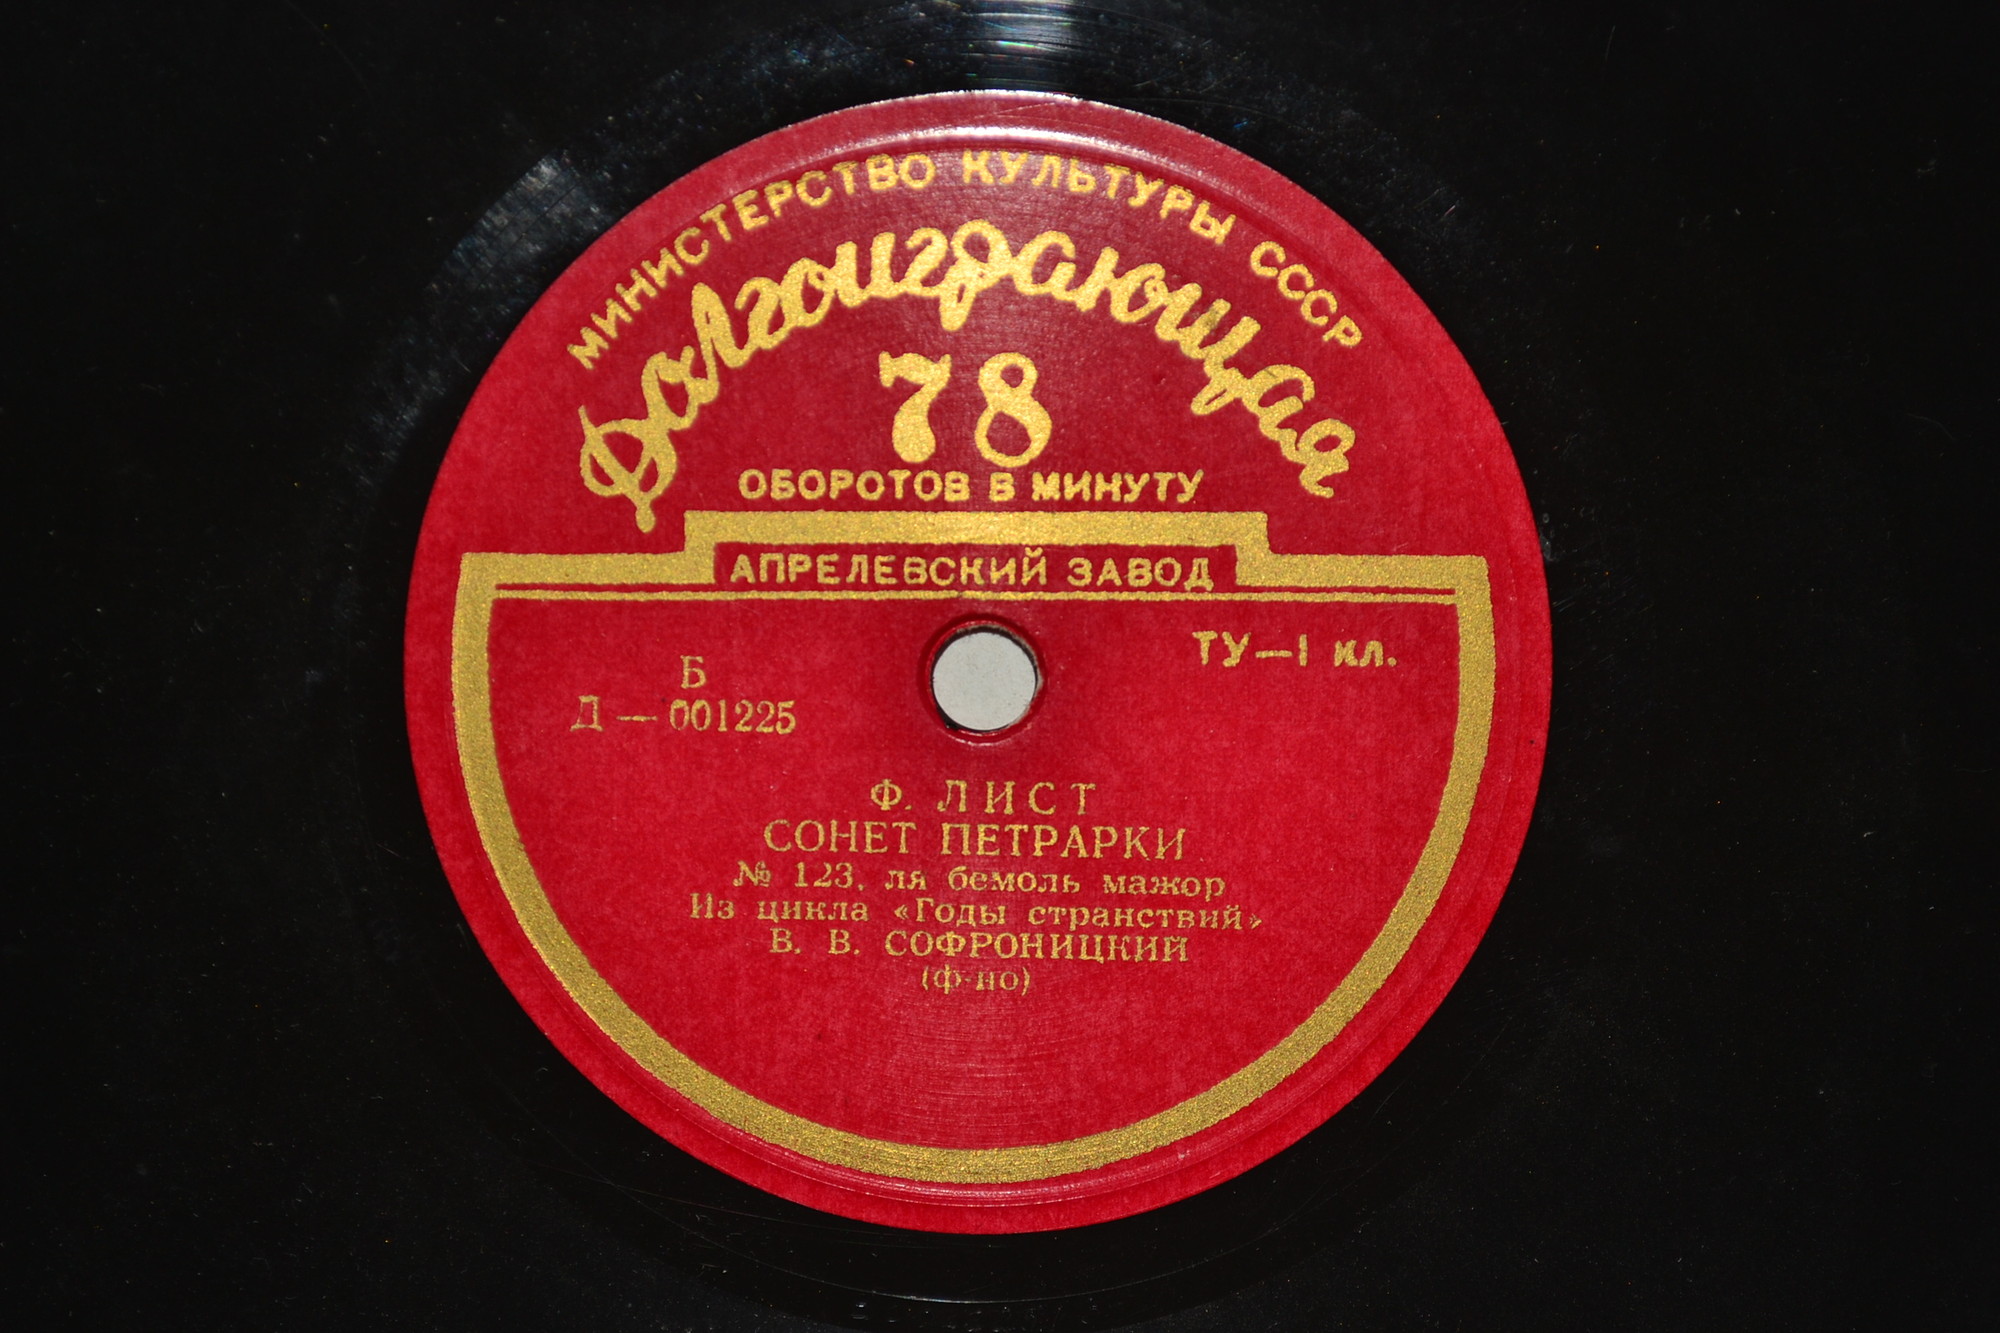 МИНИСТЕРСТВО КУЛЬТУРЫ СССР
Долгоиграющая
78
ОБОРОТОВ В МИНУТУ
АПРЕЛЕВСКИЙ ЗАВОД
ТУ—I кл.
Б
Д — 001225
Ф. ЛИСТ
СОНЕТ ПЕТРАРКИ
№ 123. ля бемоль мажор
Из цикла «Годы странствий»
В. В. СОФРОНИЦКИЙ
(ф-но)